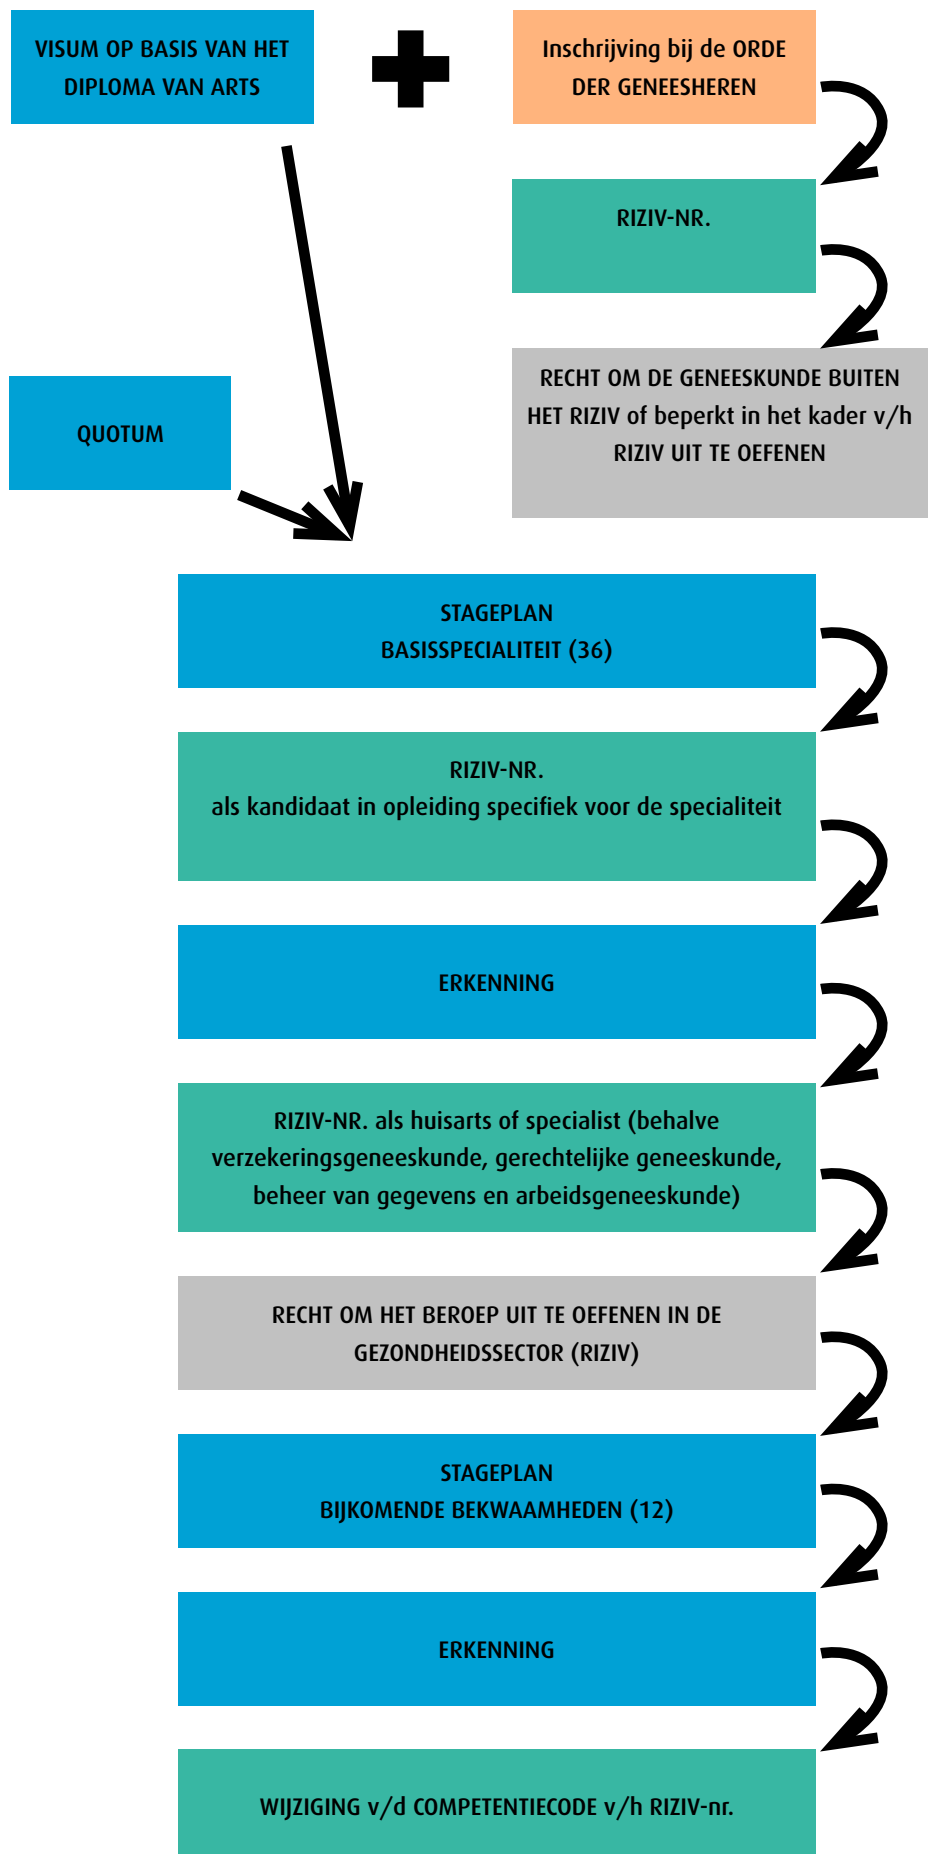 VISUM OP BASIS VAN HET
DIPLOMA VAN ARTS
Inschrijving bij de ORDE
DER GENEESHEREN
RIZIV-NR.
RECHT OM DE GENEESKUNDE BUITEN
HET RIZIV of beperkt in het kader v/h
RIZIV UIT TE OEFENEN
QUOTUM
STAGEPLAN
BASISSPECIALITEIT (36)
RIZIV-NR.
als kandidaat in opleiding specifiek voor de specialiteit
ERKENNING
RIZIV-NR. als huisarts of specialist (behalve
verzekeringsgeneeskunde, gerechtelijke geneeskunde,
beheer van gegevens en arbeidsgeneeskunde)
RECHT OM HET BEROEP UIT TE OEFENEN IN DE
GEZONDHEIDSSECTOR (RIZIV)
STAGEPLAN
BIJKOMENDE BEKWAAMHEDEN (12)
ERKENNING
WIJZIGING v/d COMPETENTIECODE v/h RIZIV-nr.